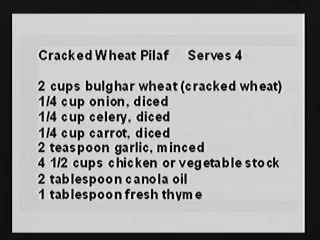 Cracked Wheat Pilaf Serves 4
2 cups bulghar wheat (cracked wheat)
1/4 cup onion, diced
1/4 cup celery, diced
1/4 cup carrot, diced
2 teaspoon garlic, minced
4 1/2 cups chicken or vegetable stock
2 tablespoon canola oil
1 tablespoon fresh thyme